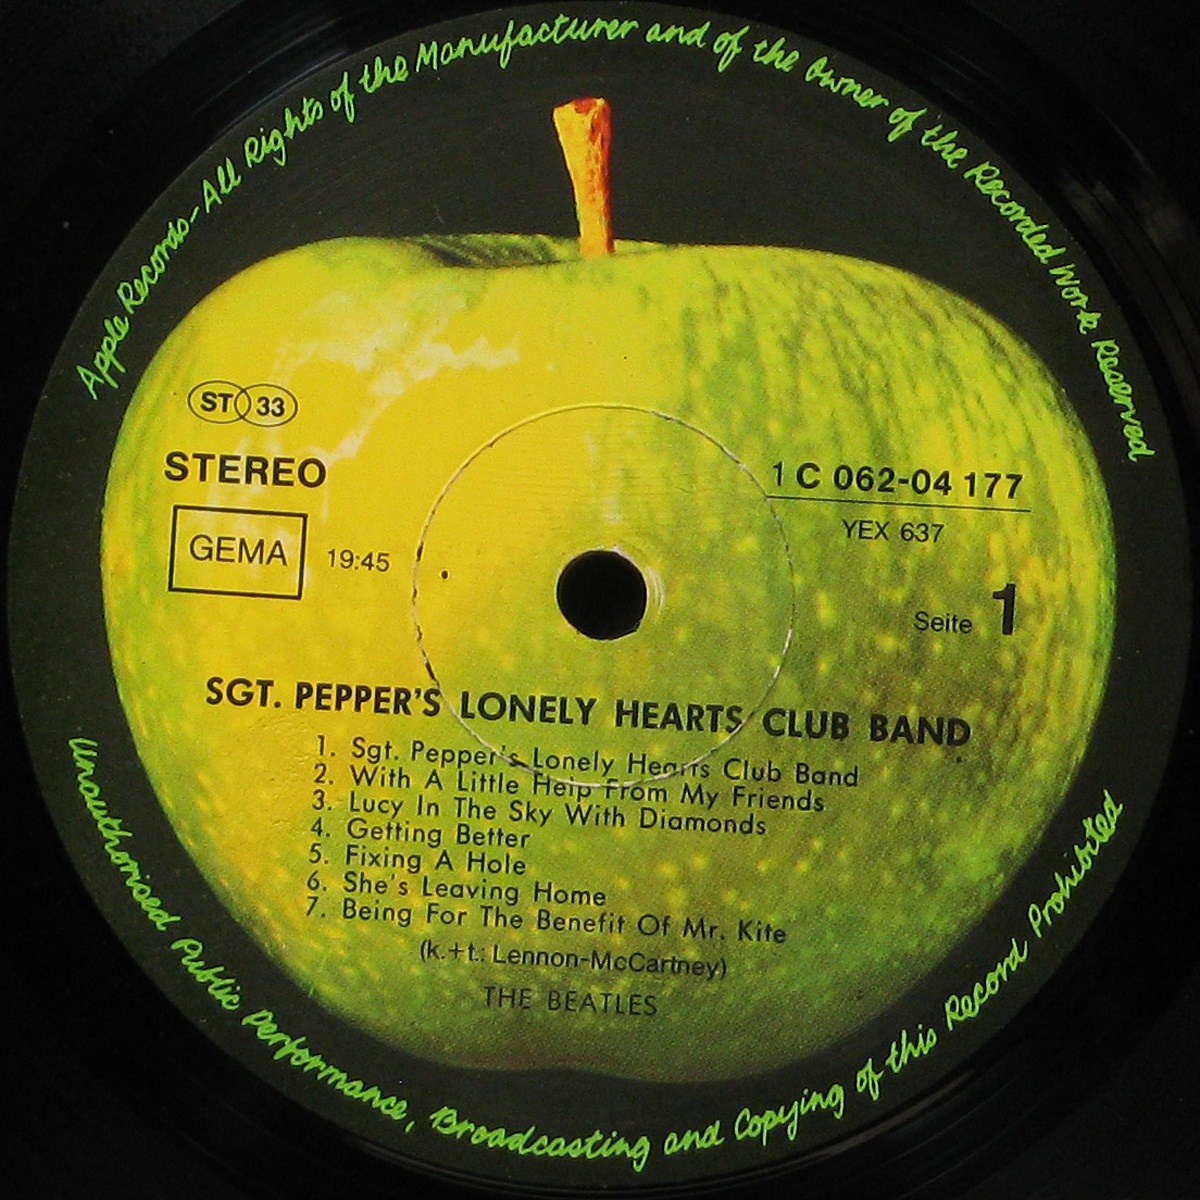 Apple Records-All Rights of the Manufacturer and of the Owner of the Recorded Work Reserved
ST 33
STEREO
GEMA 19:45
1 C 062-04 177
YEX 637
Seite 1
SGT. PEPPER'S LONELY HEARTS CLUB BAND
1. Sgt. Pepper's Lonely Hearts Club Band
2. With A Little Help From My Friends
3. Lucy In The Sky With Diamonds
4. Getting Better
5. Fixing A Hole
6. She's Leaving Home
7. Being For The Benefit Of Mr. Kite
(k.+t.: Lennon-McCartney)
THE BEATLES
Unauthorised Public Performance, Broadcasting and Copying of this Record Prohibited